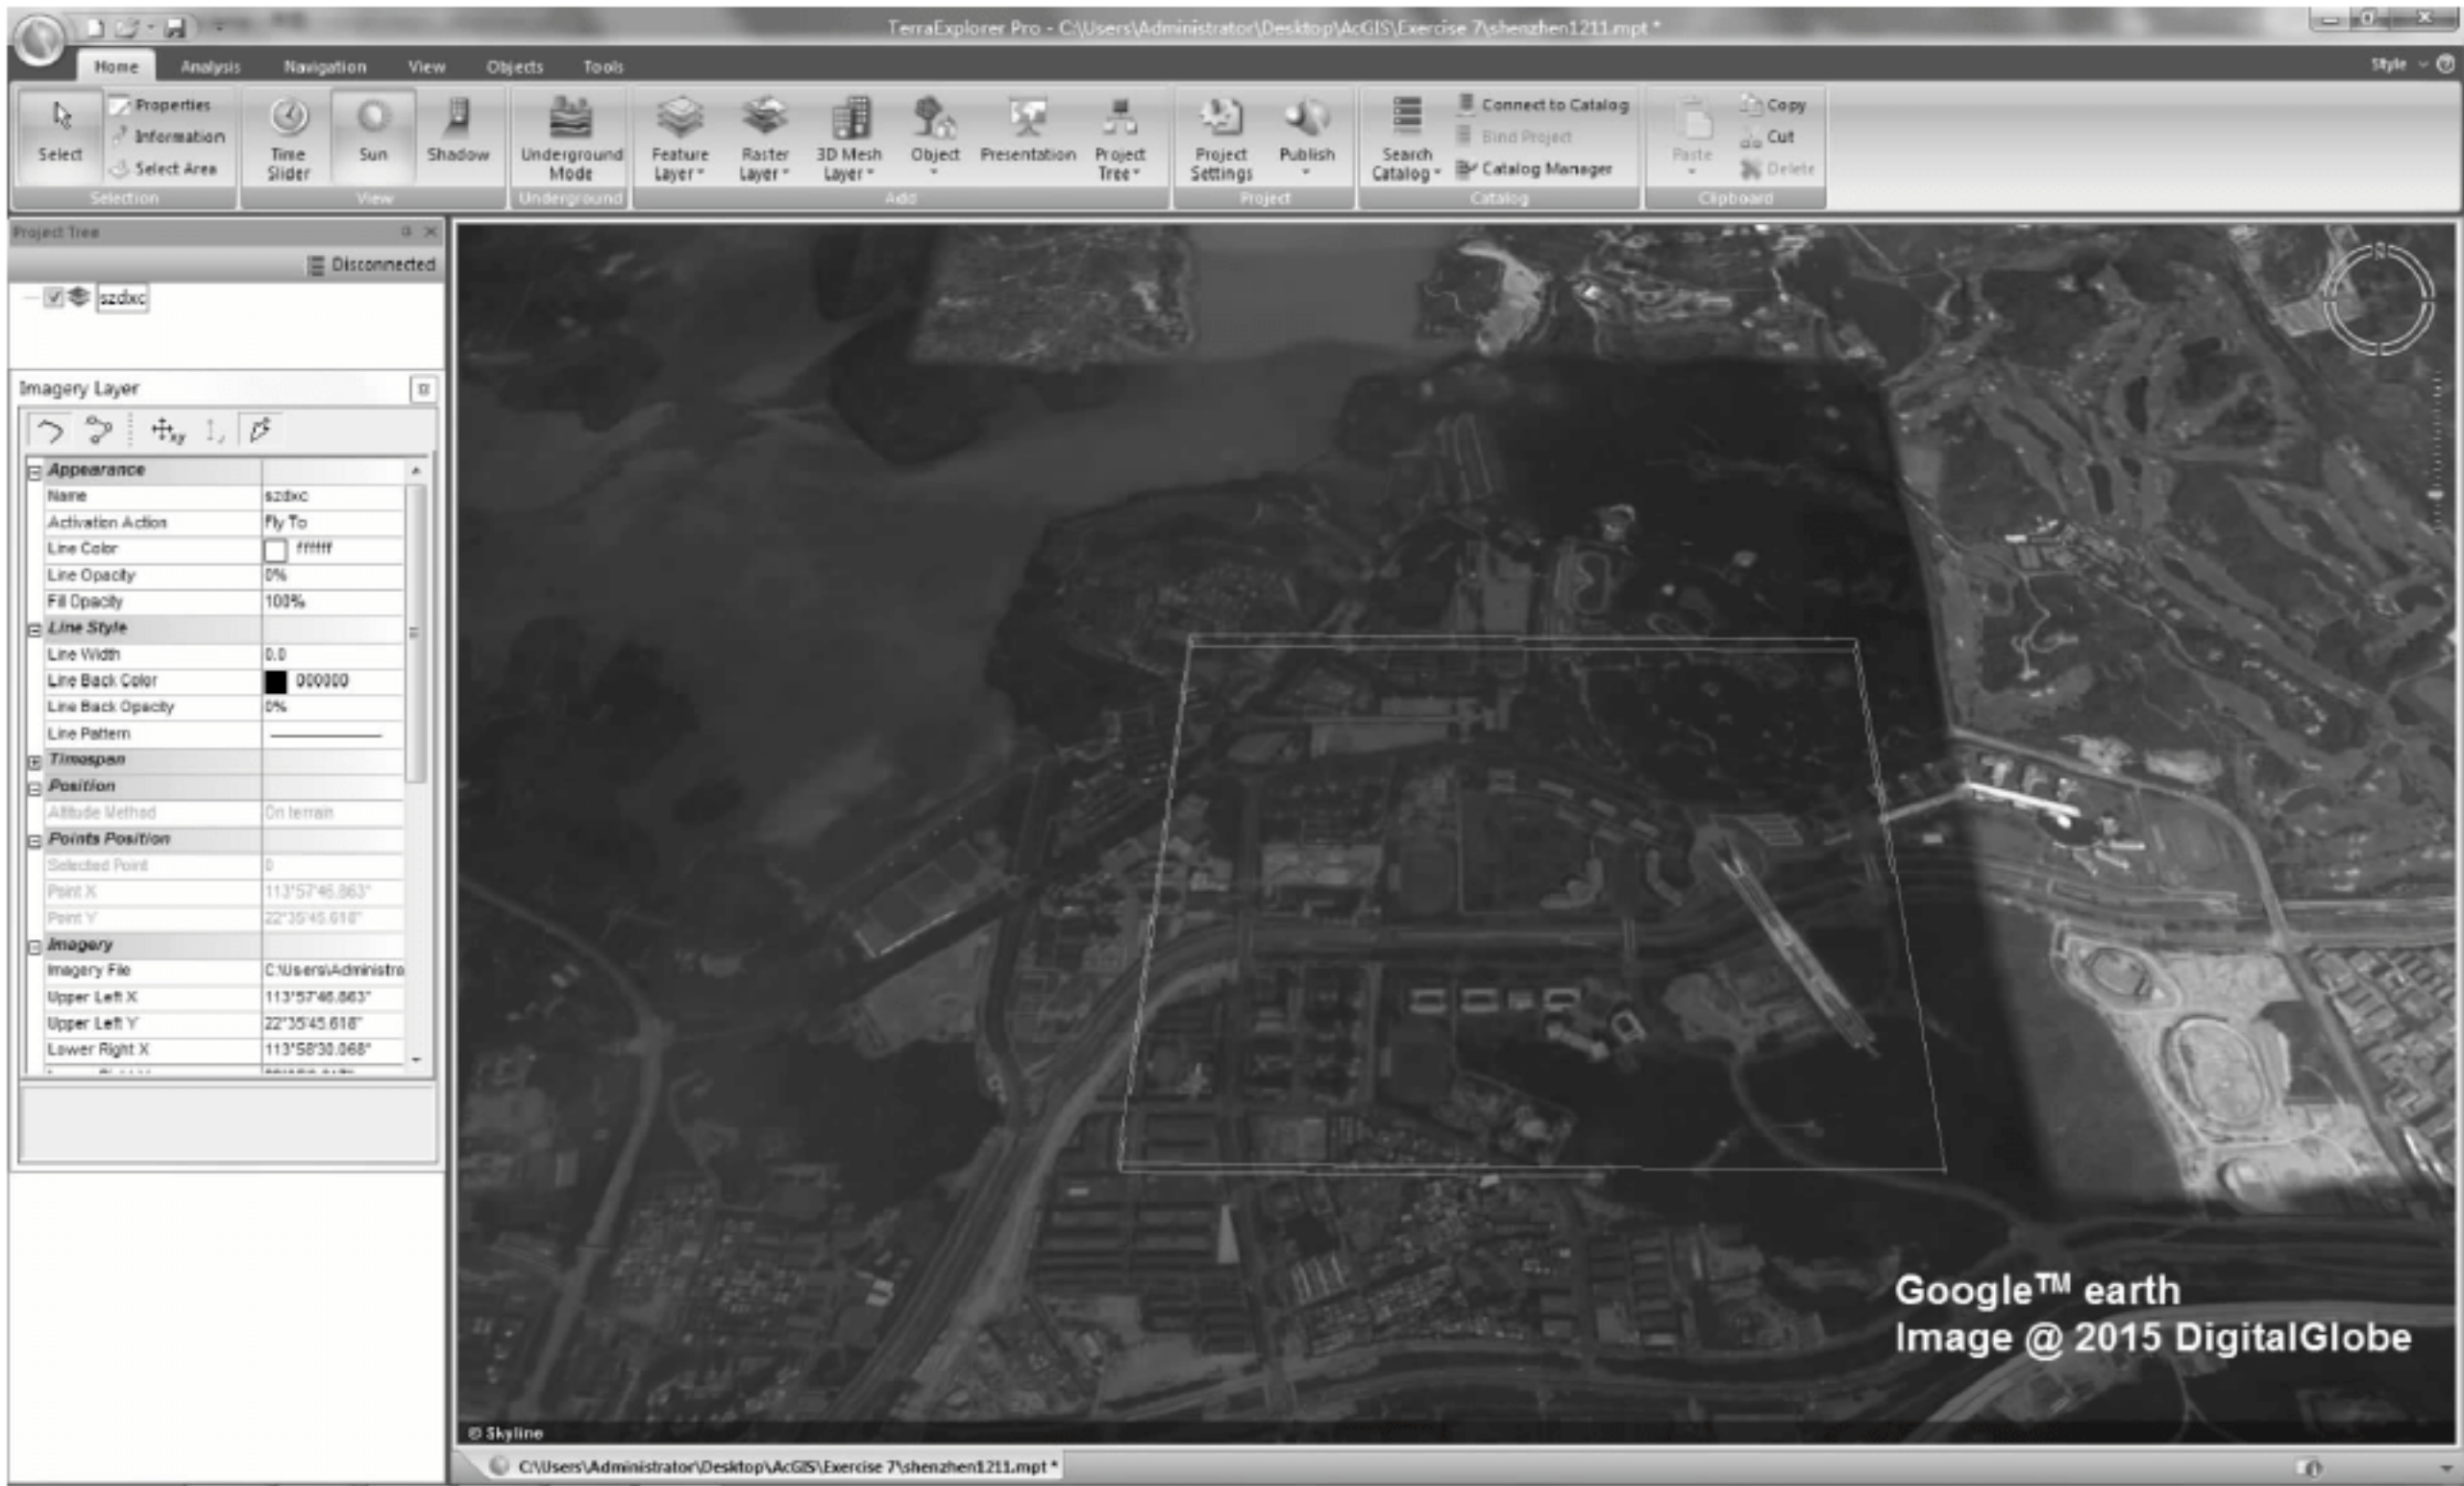 TerraExplorer Pro - C:\Users\Administrator\Desktop\AcGIS\Exercise 7\shenzhen1211.mpt *
Home Analysis Navigation View Objects Tools
Style
Select
Properties
Information
Select Area
Selection
Time Slider
Sun
Shadow
View
Underground Mode
Underground
Feature Layer
Raster Layer
3D Mesh Layer
Object
Presentation
Project Tree
Add
Project Settings
Publish
Project
Search Catalog
Connect to Catalog
Bind Project
Catalog Manager
Catalog
Paste
Copy
Cut
Delete
Clipboard
Project Tree
Disconnected
szdxc
Imagery Layer
xy
Appearance
Name szdxc
Activation Action Fly To
Line Color ffffff
Line Opacity 0%
Fill Opacity 100%
Line Style
Line Width 0.0
Line Back Color 000000
Line Back Opacity 0%
Line Pattern
Timespan
Position
Altitude Method On terrain
Points Position
Selected Point 0
Point X 113°57'46.863"
Point Y 22°35'45.618"
Imagery
Imagery File C:\Users\Administra
Upper Left X 113°57'46.863"
Upper Left Y 22°35'45.618"
Lower Right X 113°58'30.068"
N
Google™ earth
Image @ 2015 DigitalGlobe
© Skyline
C:\Users\Administrator\Desktop\AcGIS\Exercise 7\shenzhen1211.mpt *